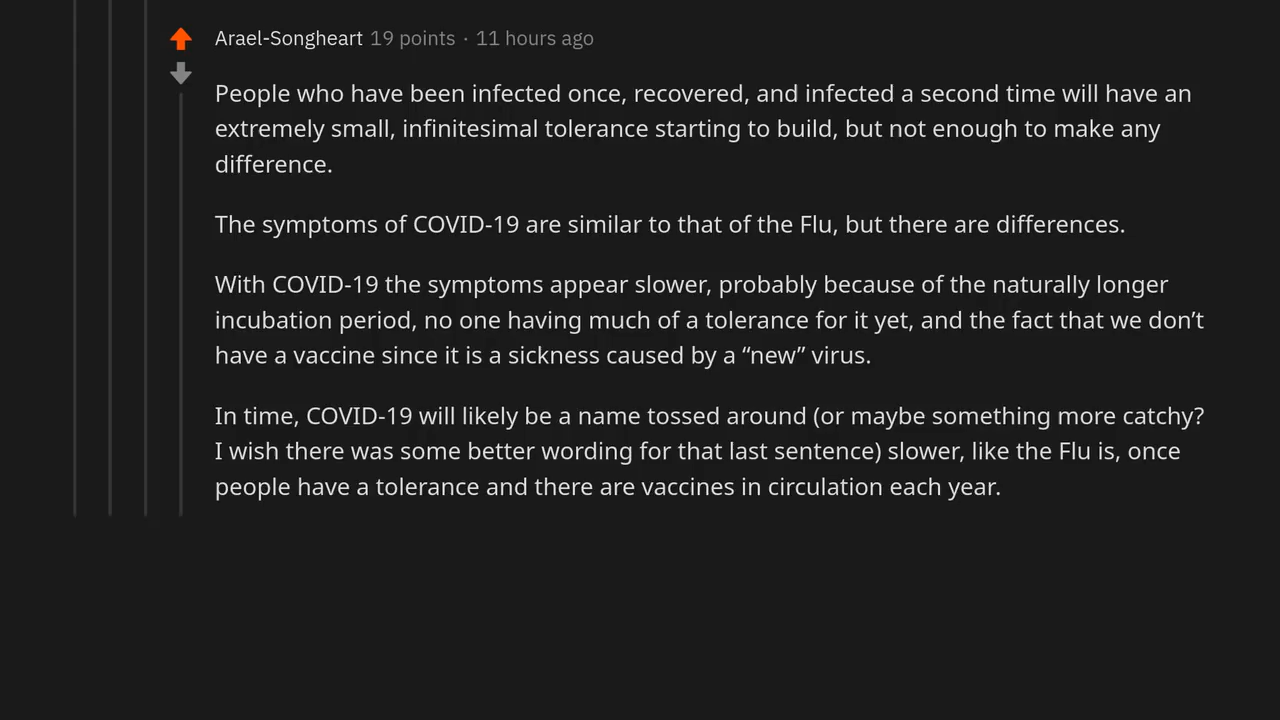 Arael-Songheart 19 points · 11 hours ago
People who have been infected once, recovered, and infected a second time will have an
extremely small, infinitesimal tolerance starting to build, but not enough to make any
difference.
The symptoms of COVID-19 are similar to that of the Flu, but there are differences.
With COVID-19 the symptoms appear slower, probably because of the naturally longer
incubation period, no one having much of a tolerance for it yet, and the fact that we don’t
have a vaccine since it is a sickness caused by a “new” virus.
In time, COVID-19 will likely be a name tossed around (or maybe something more catchy?
I wish there was some better wording for that last sentence) slower, like the Flu is, once
people have a tolerance and there are vaccines in circulation each year.